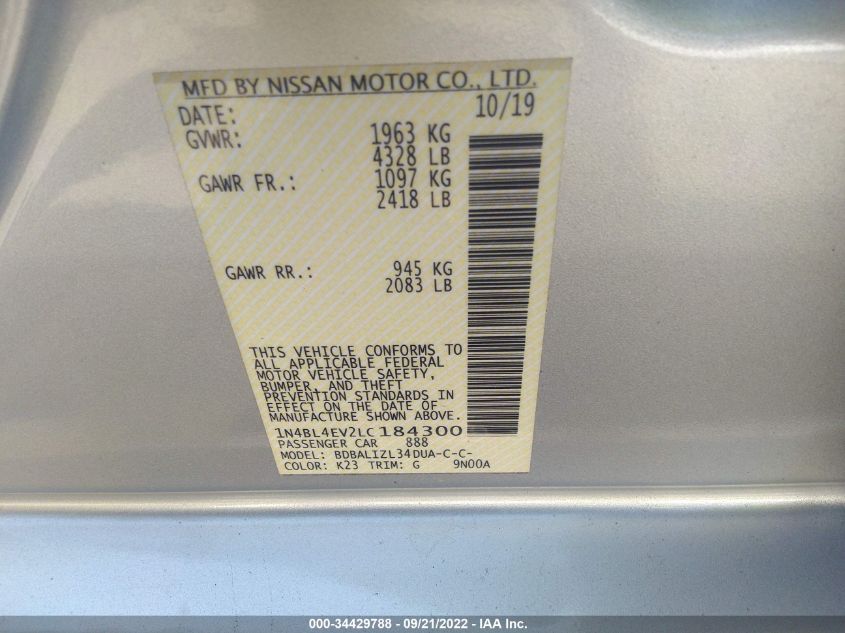 MFD BY NISSAN MOTOR CO., LTD.
DATE: 10/19
GVWR: 1963 KG
4328 LB
GAWR FR.: 1097 KG
2418 LB
GAWR RR.: 945 KG
2083 LB
THIS VEHICLE CONFORMS TO
ALL APPLICABLE FEDERAL
MOTOR VEHICLE SAFETY,
BUMPER, AND THEFT
PREVENTION STANDARDS IN
EFFECT ON THE DATE OF
MANUFACTURE SHOWN ABOVE.
1N4BL4EV2LC184300
PASSENGER CAR 888
MODEL: BDBALIZL34DUA-C-C-
COLOR: K23 TRIM: G 9N00A
000-34429788 - 09/21/2022 - IAA Inc.